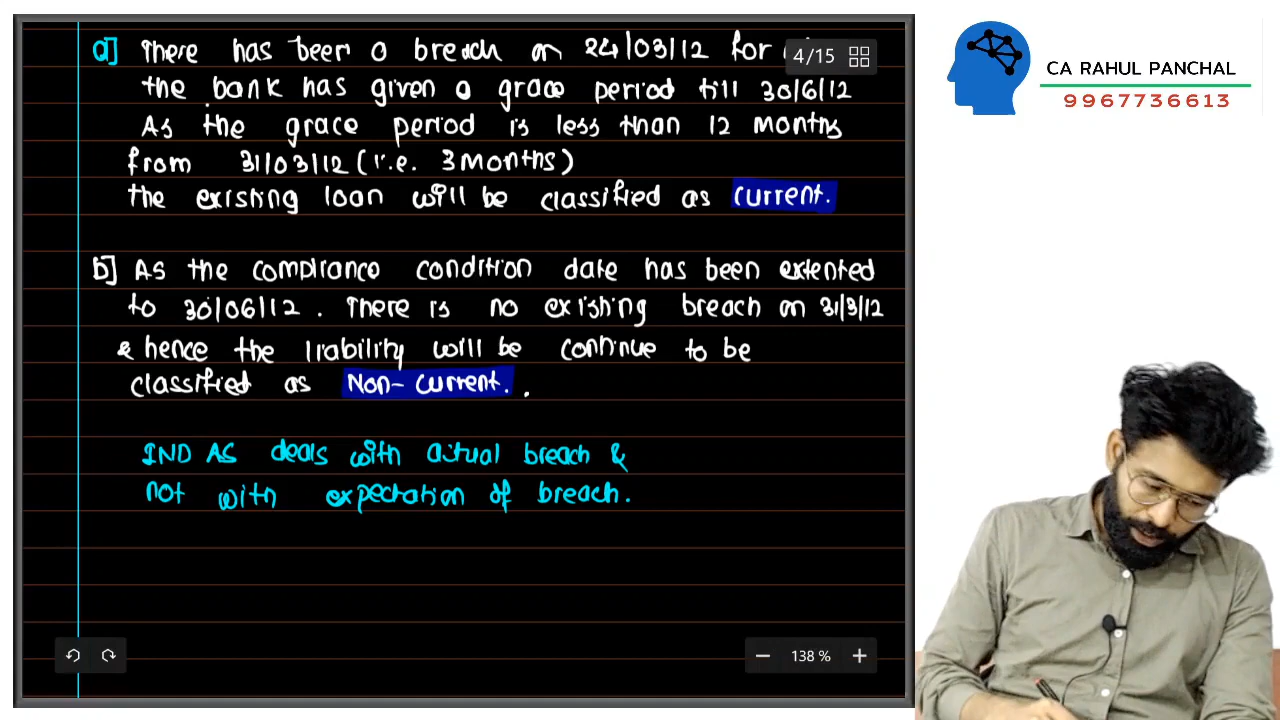 a] There has been a breach on 24/03/12 for
4/15
the bank has given a grace period till 30/6/12
As the grace period is less than 12 months
from 31/03/12 (i.e. 3 months)
the existing loan will be classified as current.
b] As the compliance condition date has been extented
to 30/06/12. There is no existing breach on 31/3/12
& hence the liability will be continue to be
classified as Non-current.
IND AS deals with actual breach &
not with expectation of breach.
138 %
CA RAHUL PANCHAL
9967736613